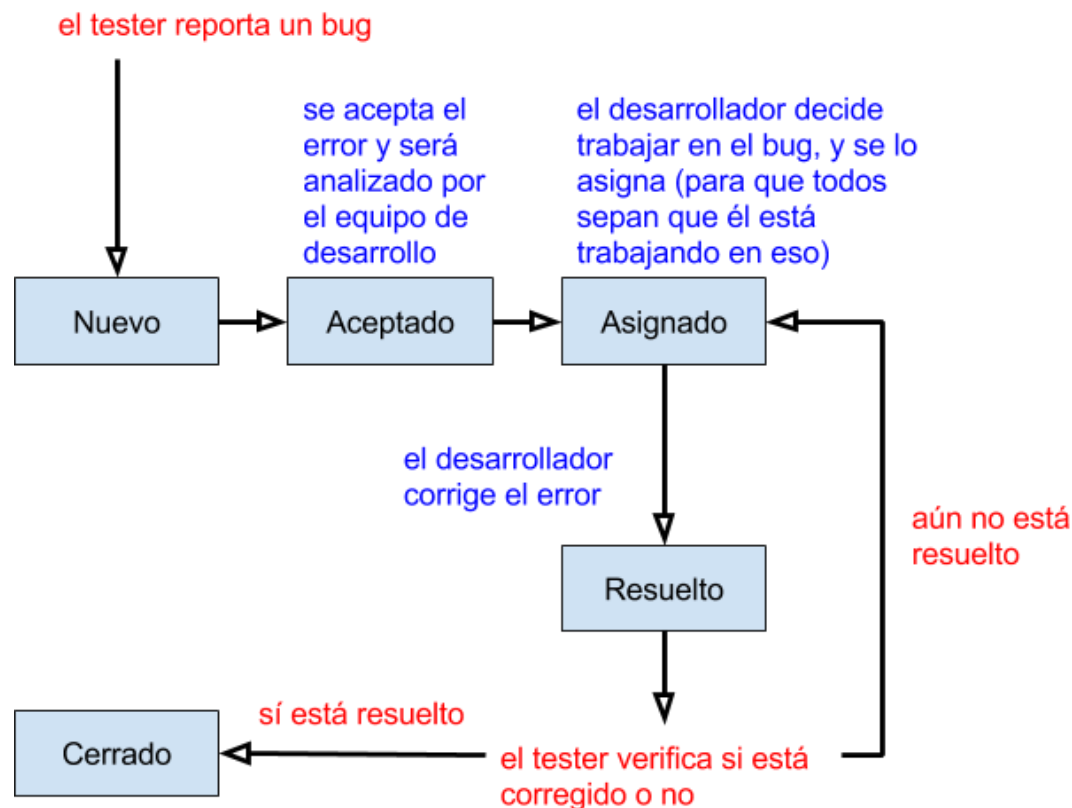 el tester reporta un bug
se acepta el
error y será
analizado por
el equipo de
desarrollo
el desarrollador decide
trabajar en el bug, y se lo
asigna (para que todos
sepan que él está
trabajando en eso)
Nuevo
Aceptado
Asignado
el desarrollador
corrige el error
aún no está
resuelto
Resuelto
sí está resuelto
Cerrado
el tester verifica si está
corregido o no